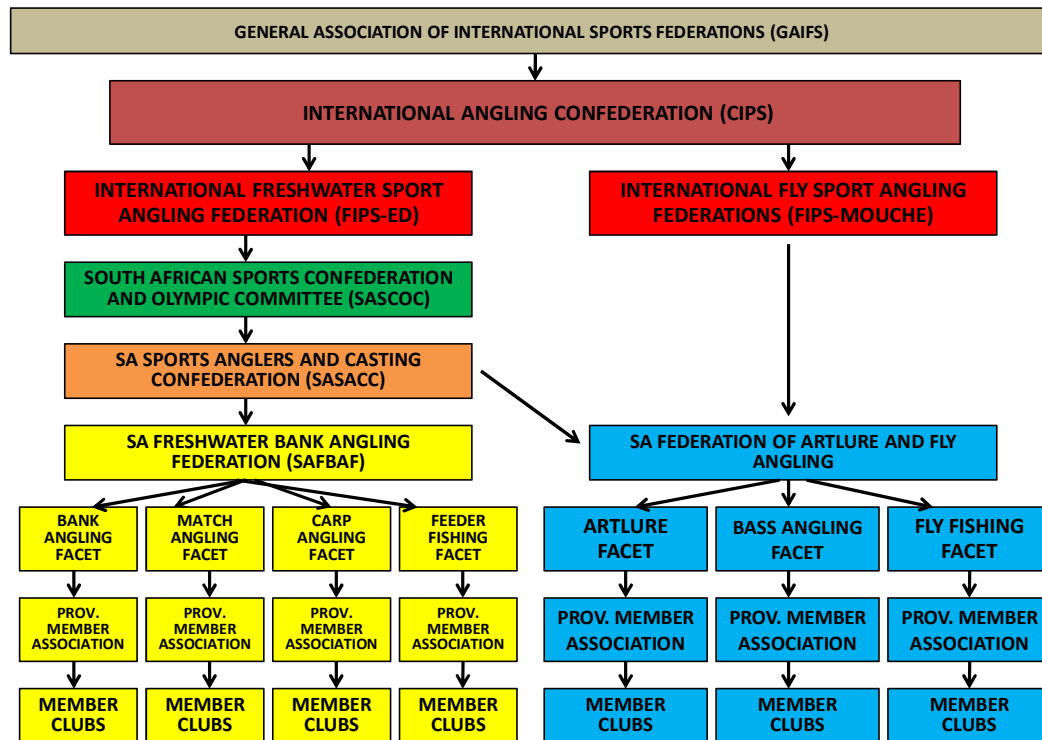 GENERAL ASSOCIATION OF INTERNATIONAL SPORTS FEDERATIONS (GAIFS)
INTERNATIONAL ANGLING CONFEDERATION (CIPS)
INTERNATIONAL FRESHWATER SPORT
ANGLING FEDERATION (FIPS-ED)
INTERNATIONAL FLY SPORT ANGLING
FEDERATIONS (FIPS-MOUCHE)
SOUTH AFRICAN SPORTS CONFEDERATION
AND OLYMPIC COMMITTEE (SASCOC)
SA SPORTS ANGLERS AND CASTING
CONFEDERATION (SASACC)
SA FRESHWATER BANK ANGLING
FEDERATION (SAFBAF)
SA FEDERATION OF ARTLURE AND FLY
ANGLING
BANK
ANGLING
FACET
MATCH
ANGLING
FACET
CARP
ANGLING
FACET
FEEDER
FISHING
FACET
ARTLURE
FACET
BASS ANGLING
FACET
FLY FISHING
FACET
PROV.
MEMBER
ASSOCIATION
PROV.
MEMBER
ASSOCIATION
PROV.
MEMBER
ASSOCIATION
PROV.
MEMBER
ASSOCIATION
PROV. MEMBER
ASSOCIATION
PROV. MEMBER
ASSOCIATION
PROV. MEMBER
ASSOCIATION
MEMBER
CLUBS
MEMBER
CLUBS
MEMBER
CLUBS
MEMBER
CLUBS
MEMBER
CLUBS
MEMBER
CLUBS
MEMBER
CLUBS